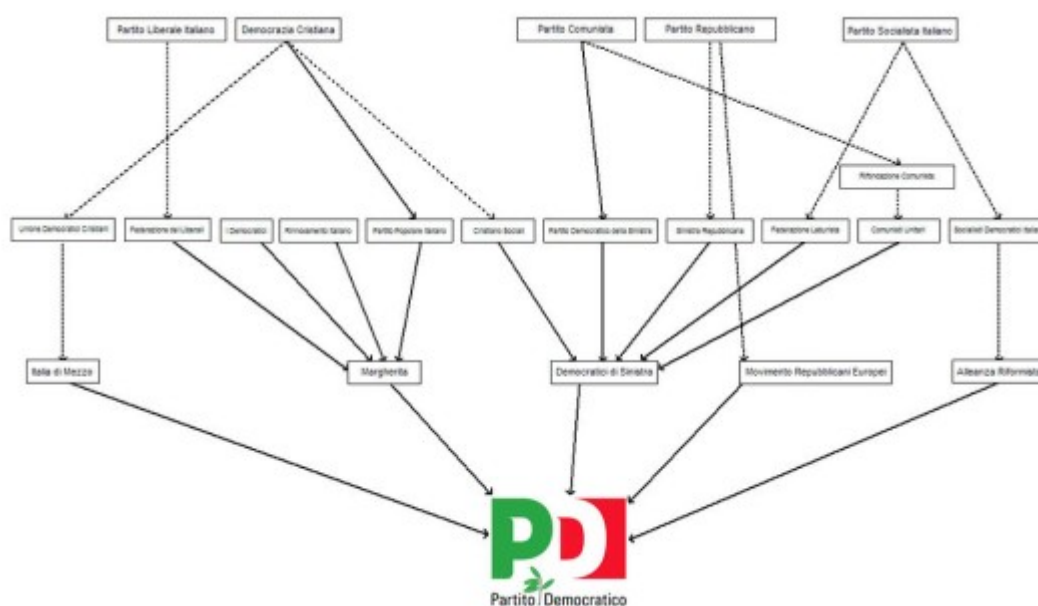 Partito Liberale Italiano
Democrazia Cristiana
Partito Comunista
Partito Repubblicano
Partito Socialista Italiano
Rifondazione Comunista
Unione Democratici Cristiani
Federazione dei Liberali
I Democratici
Rinnovamento Italiano
Partito Popolare Italiano
Cristiano Sociali
Partito Democratico della Sinistra
Sinistra Repubblicana
Federazione Laburista
Comunisti Unitari
Socialisti Democratici Italiani
Italia di Mezzo
Margherita
Democratici di Sinistra
Movimento Repubblicani Europei
Alleanza Riformista
PD
Partito Democratico